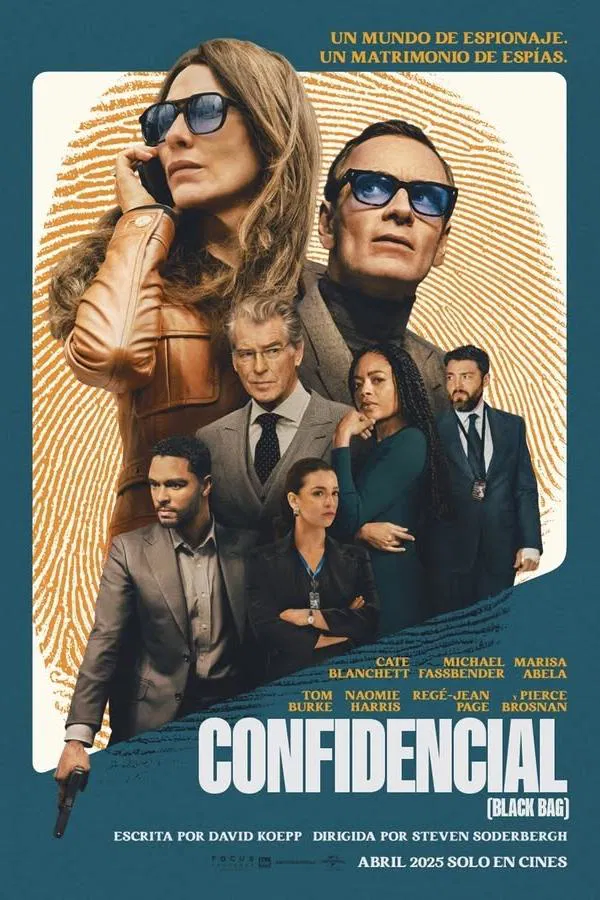 UN MUNDO DE ESPIONAJE.
UN MATRIMONIO DE ESPÍAS.
CATE BLANCHETT MICHAEL FASSBENDER MARISA ABELA
TOM BURKE NAOMIE HARRIS REGÉ-JEAN PAGE Y PIERCE BROSNAN
CONFIDENCIAL
(BLACK BAG)
ESCRITA POR DAVID KOEPP DIRIGIDA POR STEVEN SODERBERGH
FOCUS ABRIL 2025 SOLO EN CINES